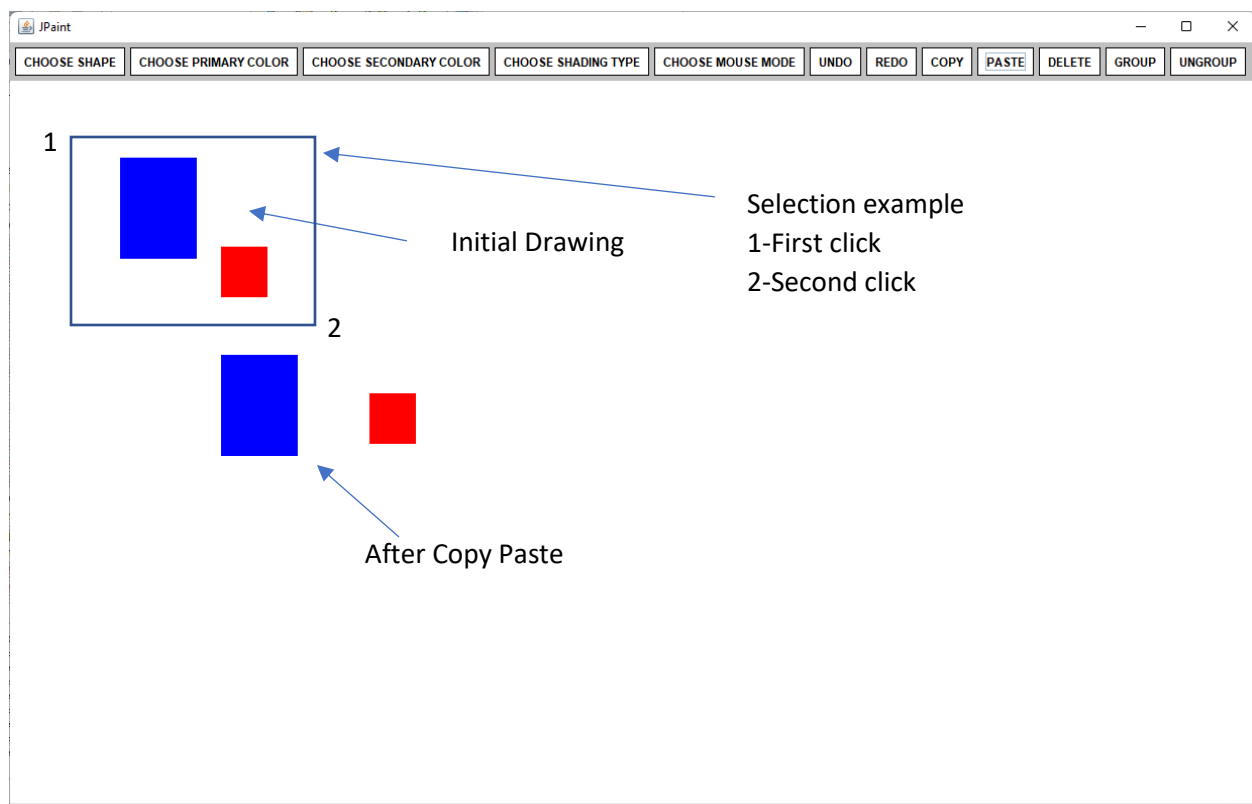 JPaint
CHOOSE SHAPE CHOOSE PRIMARY COLOR CHOOSE SECONDARY COLOR CHOOSE SHADING TYPE CHOOSE MOUSE MODE UNDO REDO COPY PASTE DELETE GROUP UNGROUP
1
Selection example
1-First click
2-Second click
Initial Drawing
2
After Copy Paste